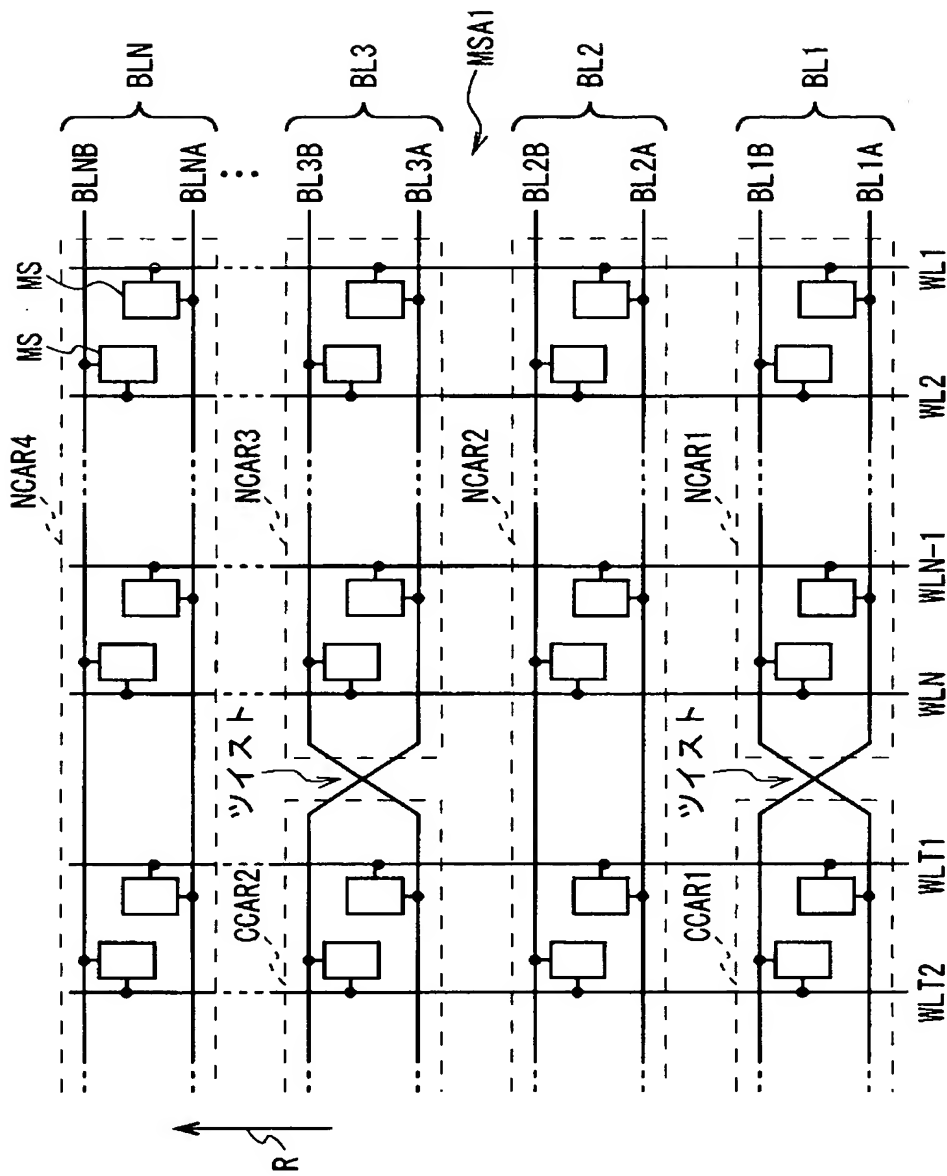 BLN
BL3
MSA1
BL2
BL1
BLNB
BLNA
BL3B
BL3A
BL2B
BL2A
BL1B
BL1A
MS
MS
WL1
WL2
NCAR4
NCAR3
NCAR2
NCAR1
WLN-1
WLN
ツイスト
ツイスト
WLT1
CCAR2
CCAR1
WLT2
R